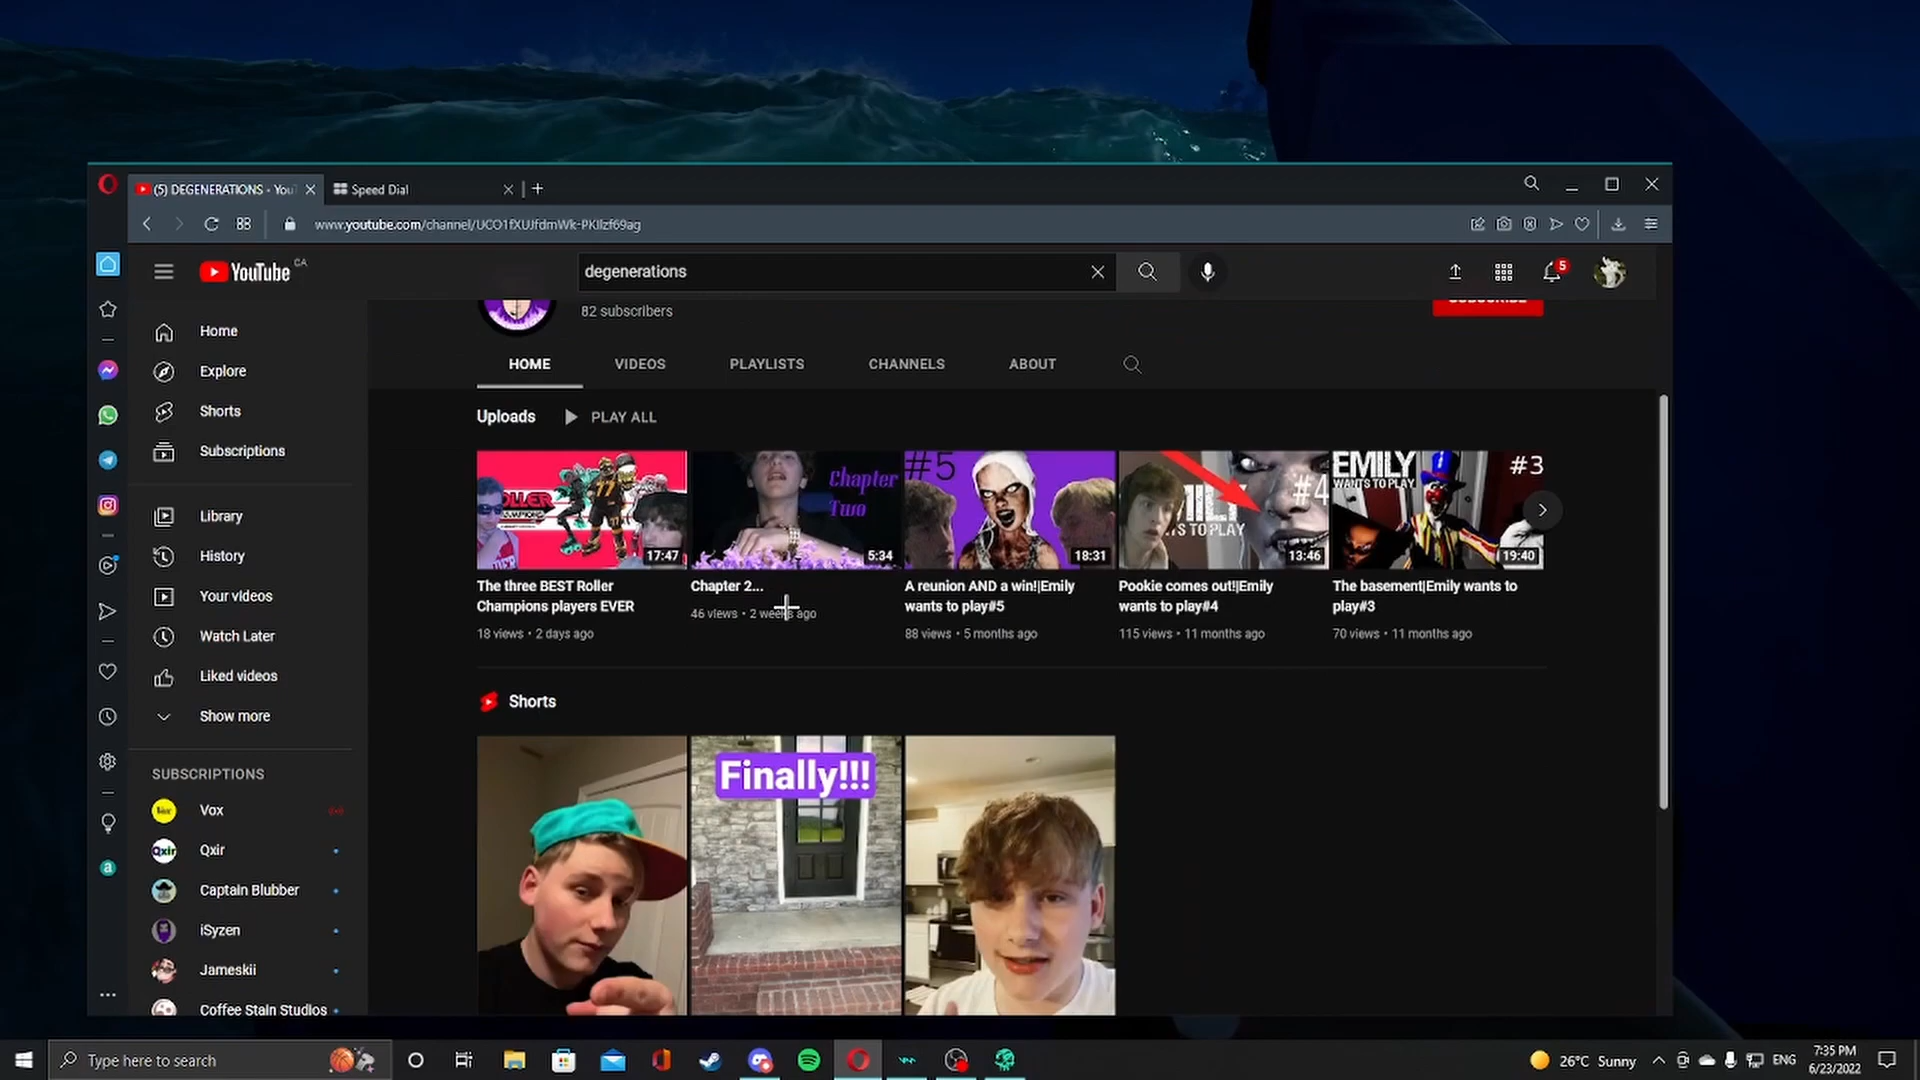 (5) DEGENERATIONS - You
Speed Dial
www.youtube.com/channel/UCO1fXUJfdmWk-PKIlzf69ag
YouTube CA
degenerations
5
82 subscribers
SUBSCRIBE
Home
Explore
Shorts
Subscriptions
Library
History
Your videos
Watch Later
Liked videos
Show more
SUBSCRIPTIONS
Vox
Qxir
Captain Blubber
iSyzen
Jameskii
Coffee Stain Studios
HOME
VIDEOS
PLAYLISTS
CHANNELS
ABOUT
Uploads
PLAY ALL
17:47
The three BEST Roller
Champions players EVER
18 views • 2 days ago
Chapter
Two
5:34
Chapter 2...
46 views • 2 weeks ago
#5
18:31
A reunion AND a win!|Emily
wants to play#5
88 views • 5 months ago
#4
S TO PLAY
13:46
Pookie comes out!|Emily
wants to play#4
115 views • 11 months ago
EMILY
WANTS TO PLAY
#3
19:40
The basement|Emily wants to
play#3
70 views • 11 months ago
Shorts
Finally!!!
Type here to search
26°C Sunny
ENG
7:35 PM
6/23/2022